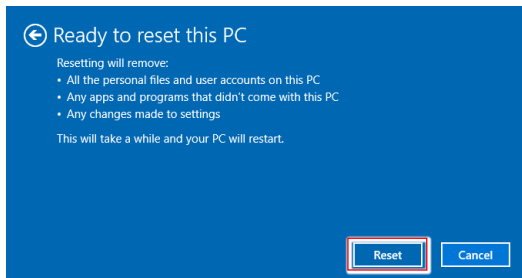 Ready to reset this PC
Resetting will remove:
• All the personal files and user accounts on this PC
• Any apps and programs that didn't come with this PC
• Any changes made to settings
This will take a while and your PC will restart.
Reset
Cancel